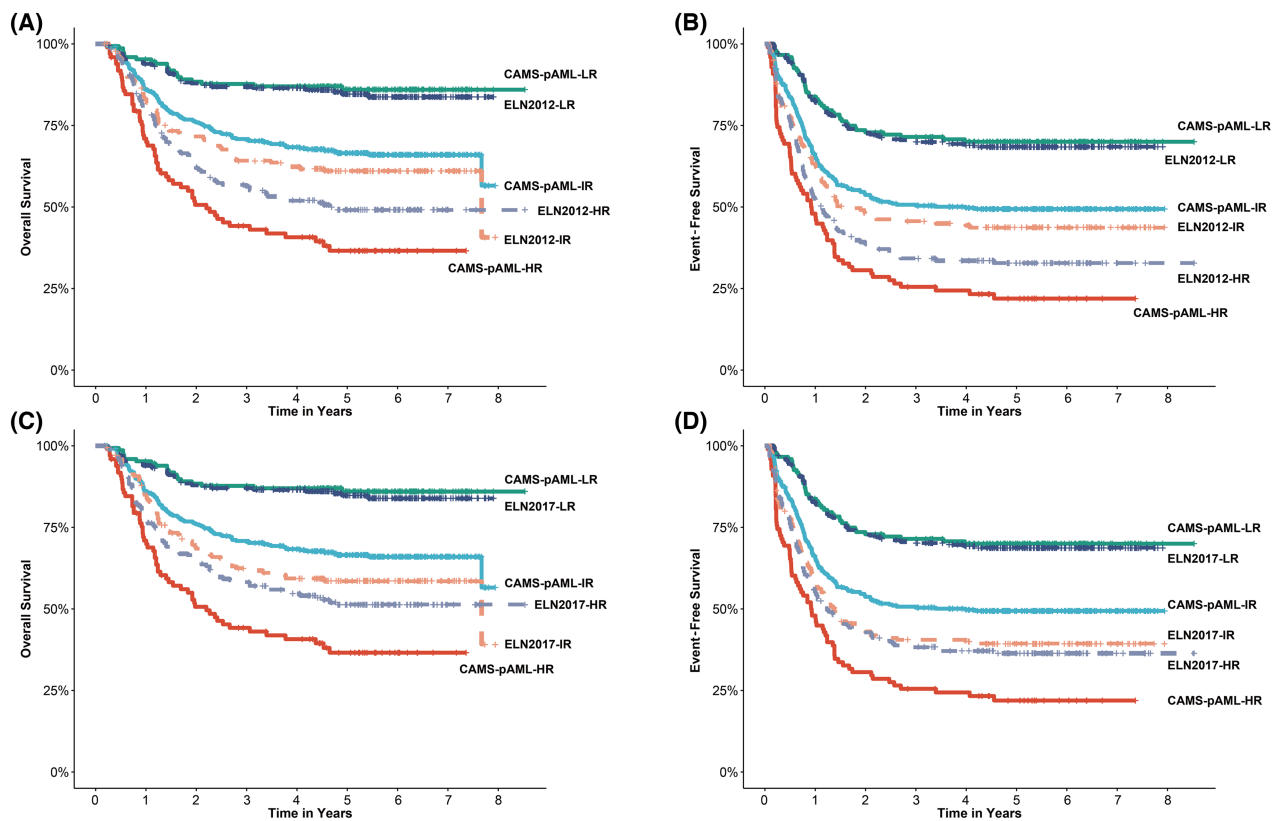 (A)
Overall Survival
100%
75%
50%
25%
0%
CAMS-pAML-LR
ELN2012-LR
CAMS-pAML-IR
ELN2012-HR
ELN2012-IR
CAMS-pAML-HR
0 1 2 3 4 5 6 7 8
Time in Years
(B)
Event-Free Survival
100%
75%
50%
25%
0%
CAMS-pAML-LR
ELN2012-LR
CAMS-pAML-IR
ELN2012-IR
ELN2012-HR
CAMS-pAML-HR
0 1 2 3 4 5 6 7 8
Time in Years
(C)
Overall Survival
100%
75%
50%
25%
0%
CAMS-pAML-LR
ELN2017-LR
CAMS-pAML-IR
ELN2017-HR
ELN2017-IR
CAMS-pAML-HR
0 1 2 3 4 5 6 7 8
Time in Years
(D)
Event-Free Survival
100%
75%
50%
25%
0%
CAMS-pAML-LR
ELN2017-LR
CAMS-pAML-IR
ELN2017-IR
ELN2017-HR
CAMS-pAML-HR
0 1 2 3 4 5 6 7 8
Time in Years